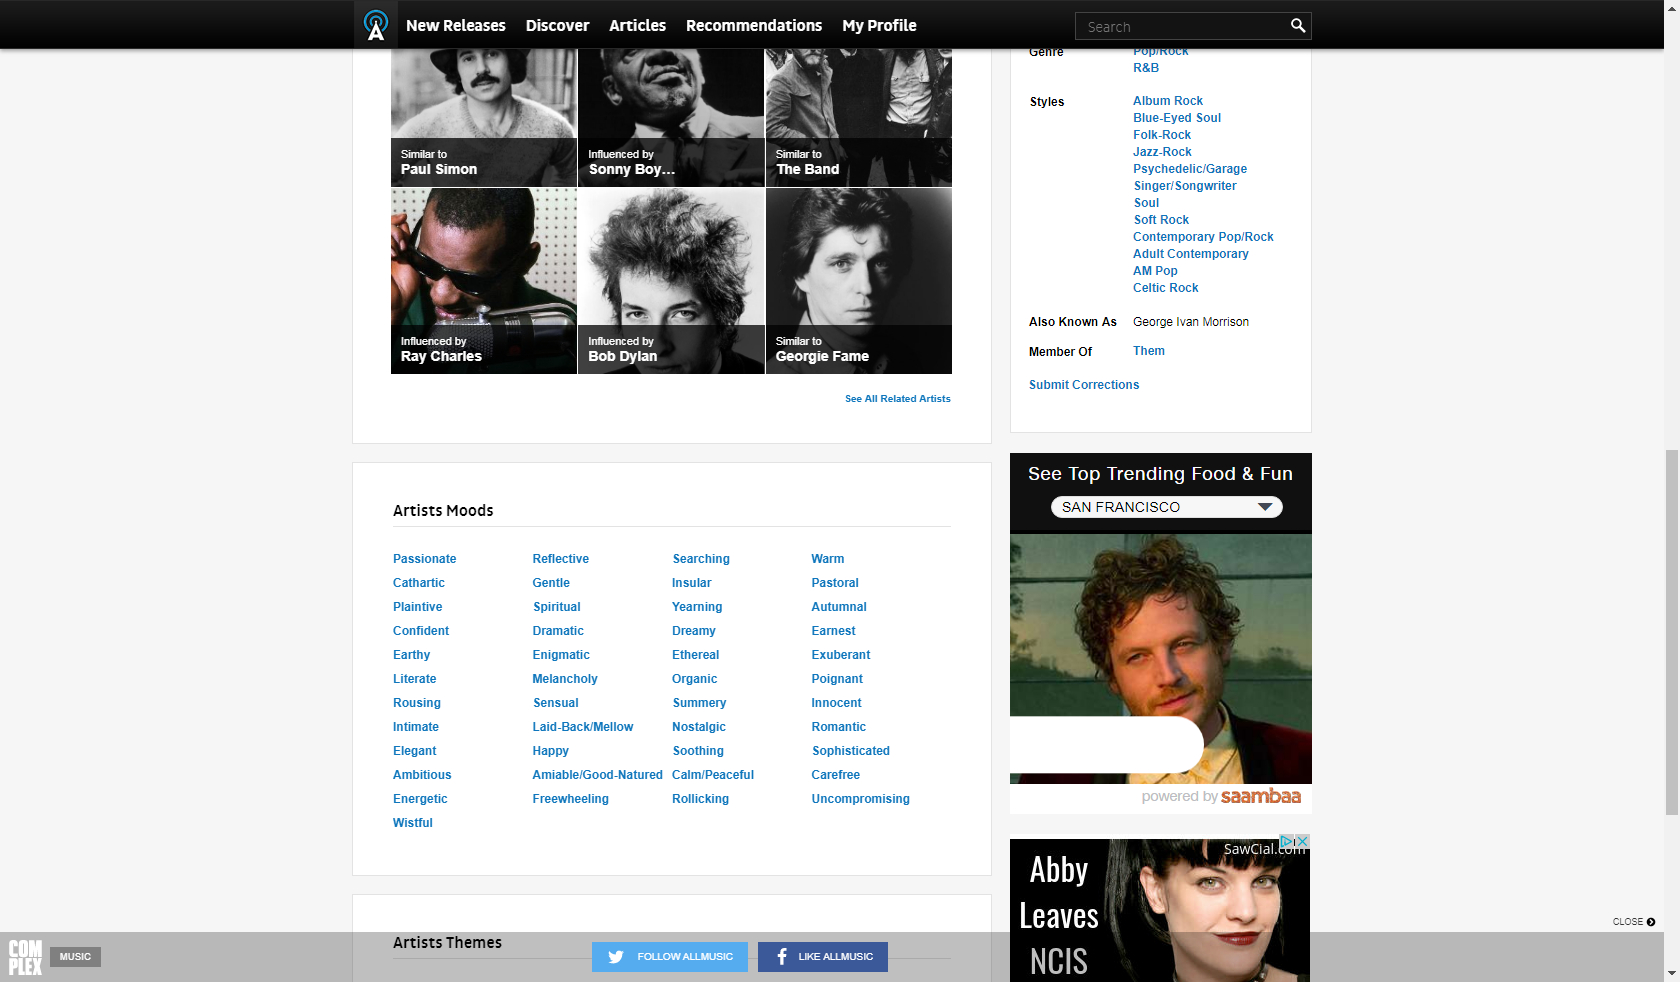 New Releases
Discover
Articles
Recommendations
My Profile
Search
Similar to
Paul Simon
Influenced by
Sonny Boy...
Similar to
The Band
Influenced by
Ray Charles
Influenced by
Bob Dylan
Similar to
Georgie Fame
See All Related Artists
Genre
Pop/Rock
R&B
Styles
Album Rock
Blue-Eyed Soul
Folk-Rock
Jazz-Rock
Psychedelic/Garage
Singer/Songwriter
Soul
Soft Rock
Contemporary Pop/Rock
Adult Contemporary
AM Pop
Celtic Rock
Also Known As George Ivan Morrison
Member Of Them
Submit Corrections
Artists Moods
Passionate Reflective Searching Warm
Cathartic Gentle Insular Pastoral
Plaintive Spiritual Yearning Autumnal
Confident Dramatic Dreamy Earnest
Earthy Enigmatic Ethereal Exuberant
Literate Melancholy Organic Poignant
Rousing Sensual Summery Innocent
Intimate Laid-Back/Mellow Nostalgic Romantic
Elegant Happy Soothing Sophisticated
Ambitious Amiable/Good-Natured Calm/Peaceful Carefree
Energetic Freewheeling Rollicking Uncompromising
Wistful
See Top Trending Food & Fun
SAN FRANCISCO
powered by saambaa
SawCial.com
Abby
Leaves
NCIS
Artists Themes
CLOSE
COM
PLEX
MUSIC
FOLLOW ALLMUSIC
LIKE ALLMUSIC